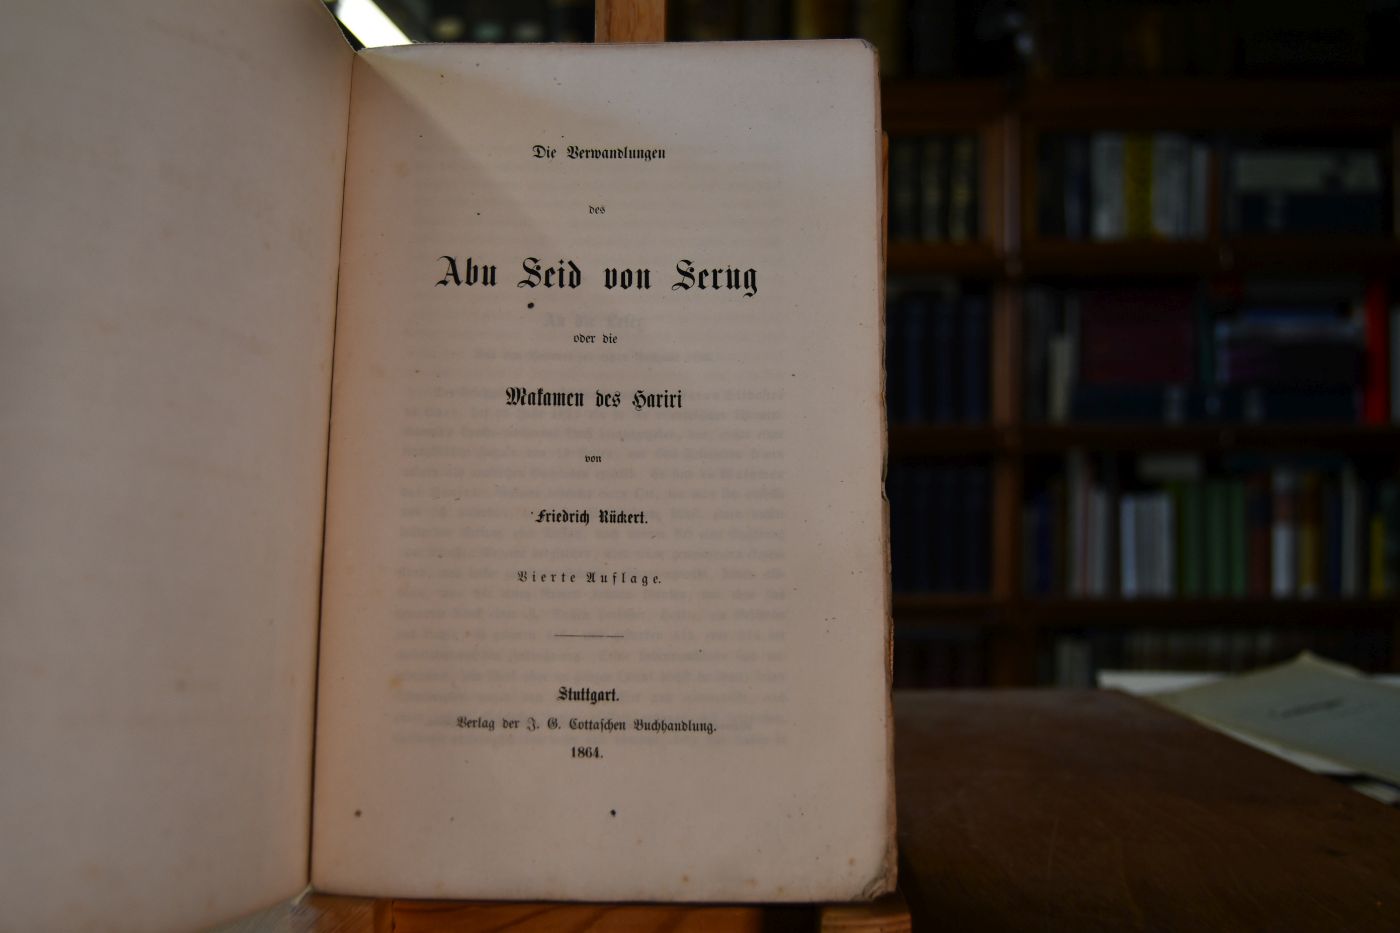 Die Verwandlungen
des
Abu Seid von Serug
oder die
Makamen des Hariri
von
Friedrich Rückert.
Vierte Auflage.
Stuttgart.
Verlag der J. G. Cottaschen Buchhandlung.
1864.